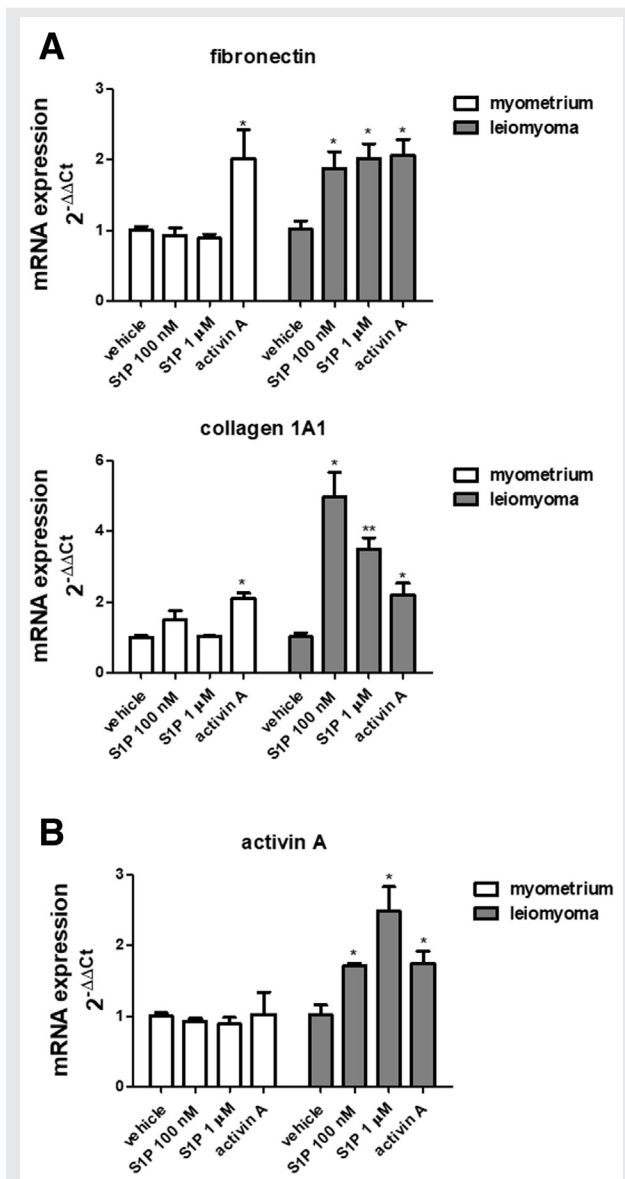 A
fibronectin
3
2
1
0
mRNA expression
2-ΔΔCt
* * * *
myometrium
leiomyoma
vehicle
S1P 100 nM
S1P 1 μM
activin A
vehicle
S1P 100 nM
S1P 1 μM
activin A
collagen 1A1
6
4
2
0
mRNA expression
2-ΔΔCt
* * ** *
myometrium
leiomyoma
vehicle
S1P 100 nM
S1P 1 μM
activin A
vehicle
S1P 100 nM
S1P 1 μM
activin A
B
activin A
3
2
1
0
mRNA expression
2-ΔΔCt
* * *
myometrium
leiomyoma
vehicle
S1P 100 nM
S1P 1 μM
activin A
vehicle
S1P 100 nM
S1P 1 μM
activin A